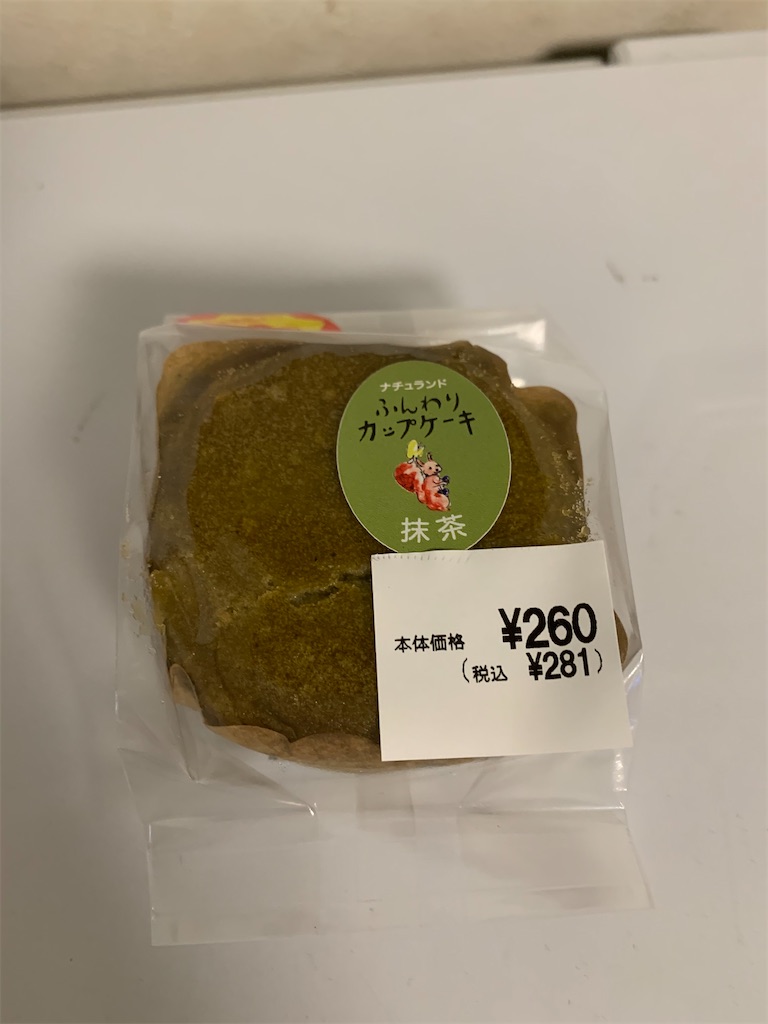 ナチュランド
ふんわり
カップケーキ
抹茶
本体価格 ¥260
(税込 ¥281)